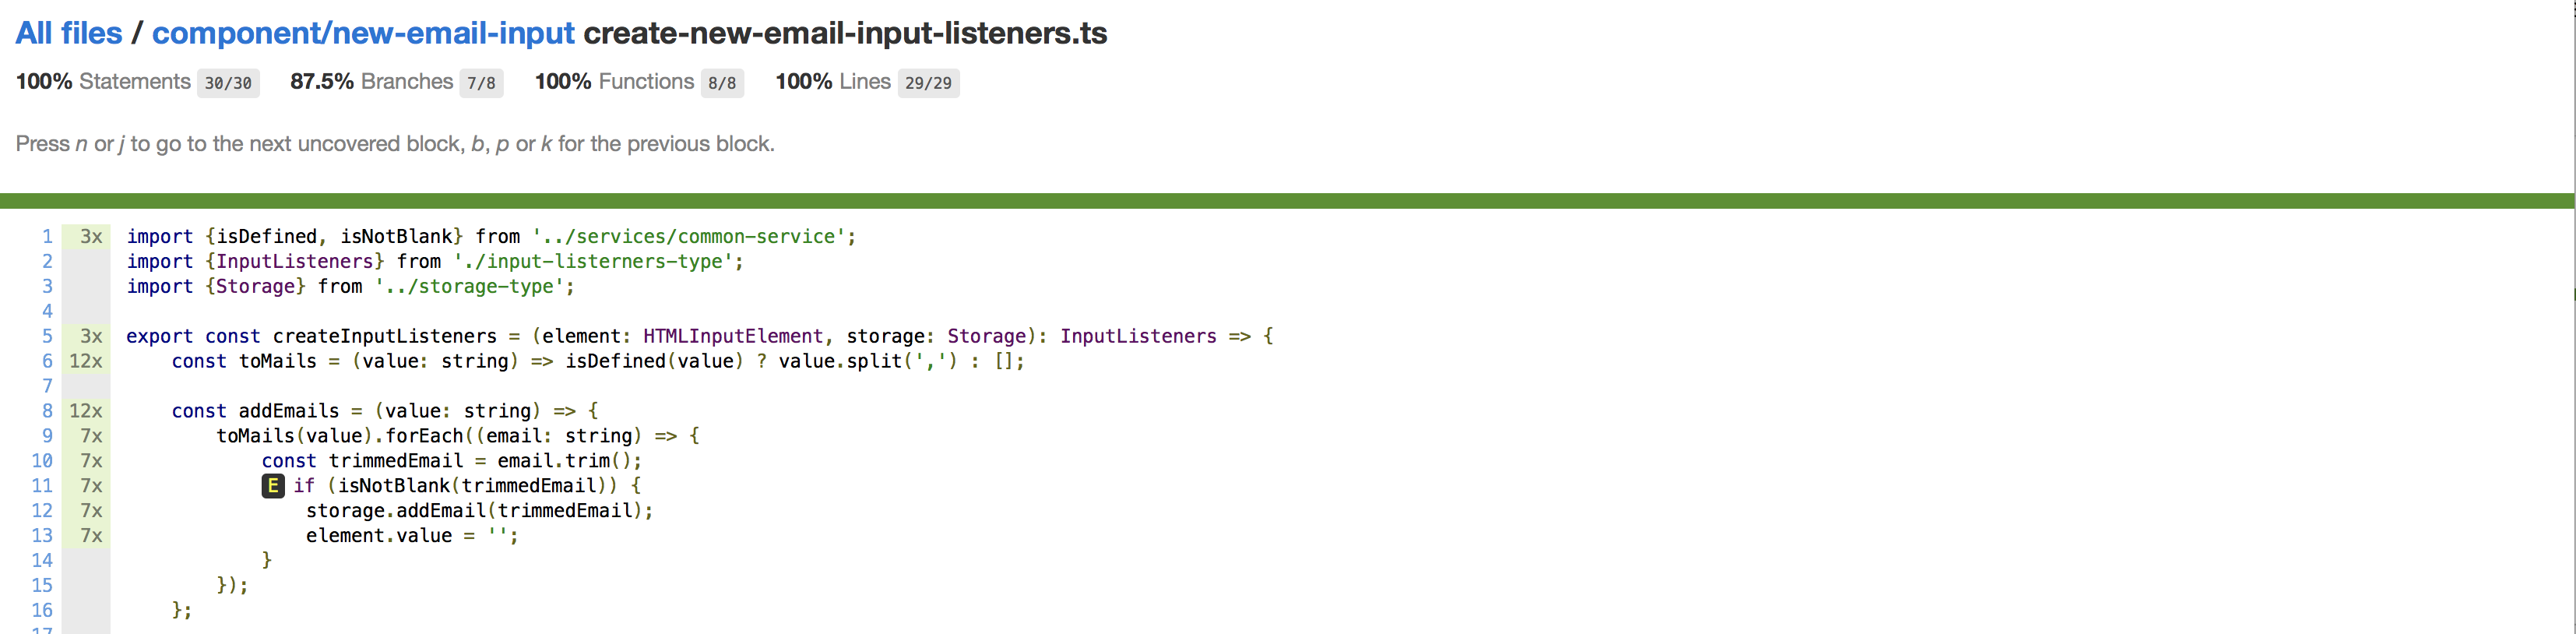 All files / component/new-email-input create-new-email-input-listeners.ts
100% Statements 30/30 87.5% Branches 7/8 100% Functions 8/8 100% Lines 29/29
Press n or j to go to the next uncovered block, b, p or k for the previous block.
1 3x import {isDefined, isNotBlank} from '../services/common-service';
2 import {InputListeners} from './input-listerners-type';
3 import {Storage} from '../storage-type';
4
5 3x export const createInputListeners = (element: HTMLInputElement, storage: Storage): InputListeners => {
6 12x const toMails = (value: string) => isDefined(value) ? value.split(',') : [];
7
8 12x const addEmails = (value: string) => {
9 7x toMails(value).forEach((email: string) => {
10 7x const trimmedEmail = email.trim();
11 7x E if (isNotBlank(trimmedEmail)) {
12 7x storage.addEmail(trimmedEmail);
13 7x element.value = '';
14 }
15 });
16 };
17